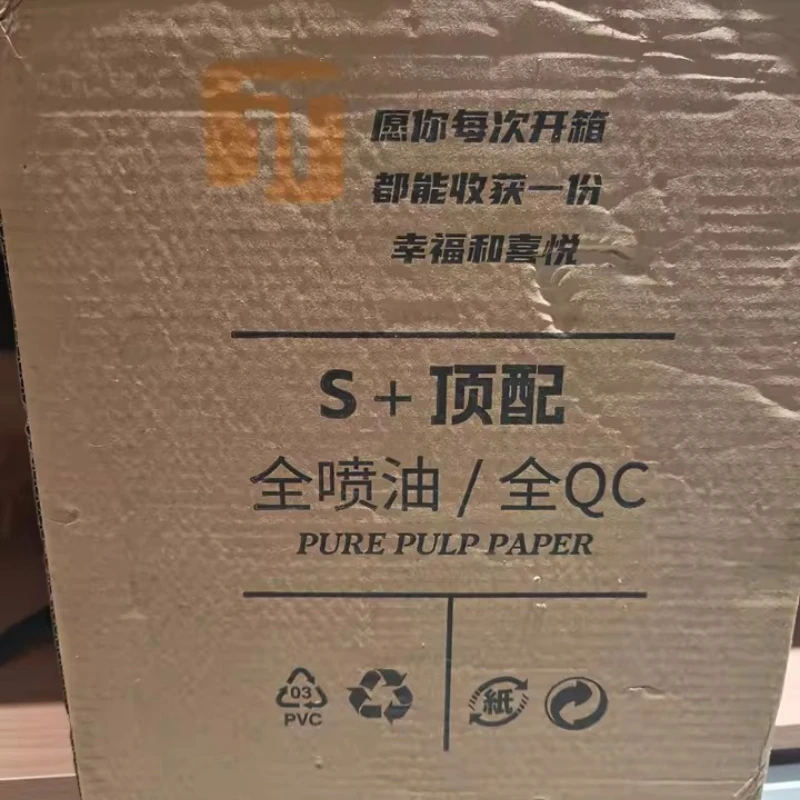 愿你每次开箱
都能收获一份
幸福和喜悦
S+顶配
全喷油/全QC
PURE PULP PAPER
03
PVC
紙